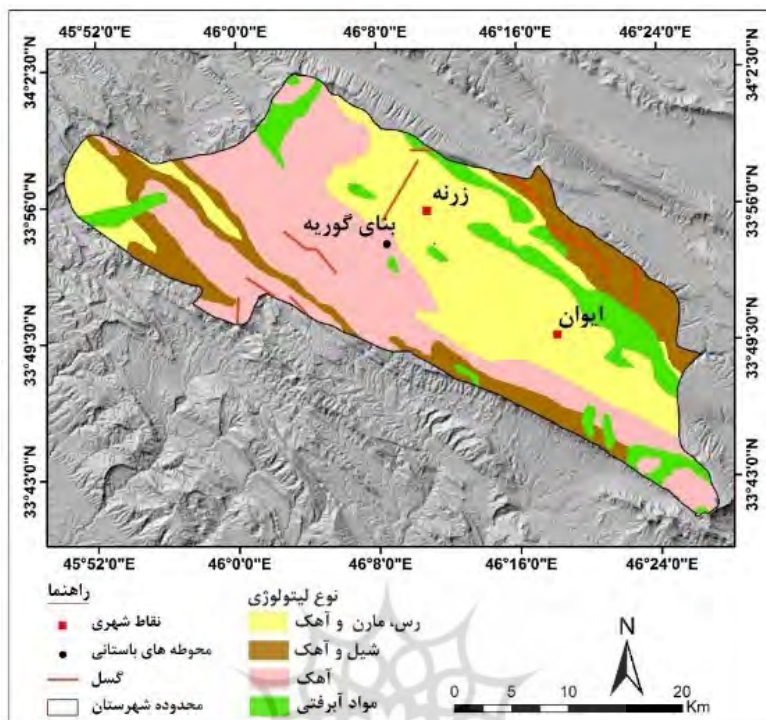 45°52'0"E 46°0'0"E 46°8'0"E 46°16'0"E 46°24'0"E
34°2'30"N 34°2'30"N
33°56'0"N 33°56'0"N
33°49'30"N 33°49'30"N
33°43'0"N 33°43'0"N
زرنه
بنای گوریه
ایوان
45°52'0"E 46°0'0"E 46°8'0"E 46°16'0"E 46°24'0"E
راهنما
نقاط شهری
محوطه های باستانی
گسل
محدوده شهرستان
نوع لیتولوژی
رس، مارن و آهک
شیل و آهک
آهک
مواد آبرفتی
N
0 5 10 20
Km